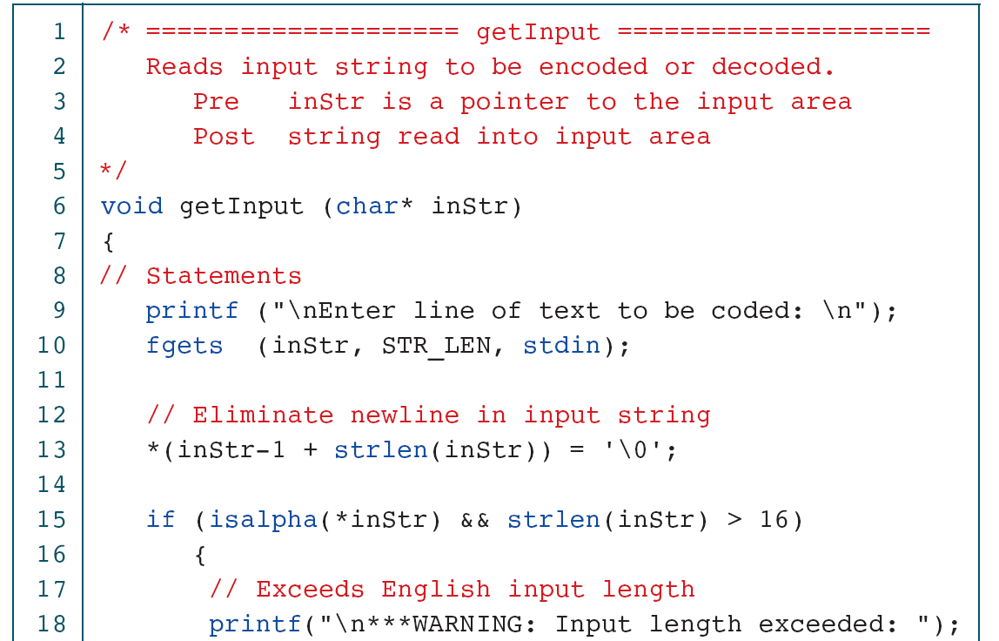 1 /* ==================== getInput ====================
2 Reads input string to be encoded or decoded.
3 Pre inStr is a pointer to the input area
4 Post string read into input area
5 */
6 void getInput (char* inStr)
7 {
8 // Statements
9 printf ("\nEnter line of text to be coded: \n");
10 fgets (inStr, STR_LEN, stdin);
11
12 // Eliminate newline in input string
13 *(inStr-1 + strlen(inStr)) = '\0';
14
15 if (isalpha(*inStr) && strlen(inStr) > 16)
16 {
17 // Exceeds English input length
18 printf("\n***WARNING: Input length exceeded: ");